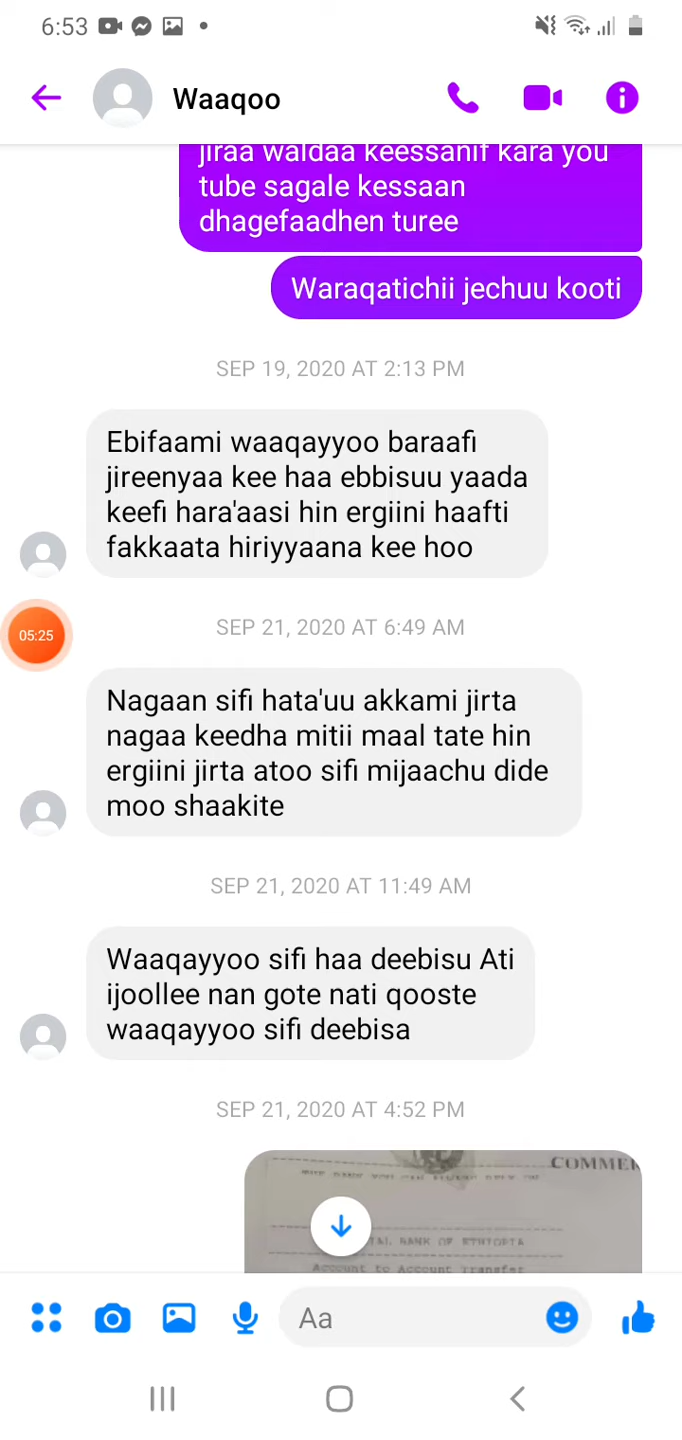 6:53
Waaqoo
jiraa waldaa keessanif kara you
tube sagale kessaan
dhagefaadhen turee
Waraqatichii jechuu kooti
SEP 19, 2020 AT 2:13 PM
Ebifaami waaqayyoo baraafi
jireenyaa kee haa ebbisuu yaada
keefi hara'aasi hin ergiini haafti
fakkaata hiriyyaana kee hoo
05:25
SEP 21, 2020 AT 6:49 AM
Nagaan sifi hata'uu akkami jirta
nagaa keedha mitii maal tate hin
ergiini jirta atoo sifi mijaachu dide
moo shaakite
SEP 21, 2020 AT 11:49 AM
Waaqayyoo sifi haa deebisu Ati
ijoollee nan gote nati qooste
waaqayyoo sifi deebisa
SEP 21, 2020 AT 4:52 PM
COMMER
BANK OF ETHIOPIA
Account to Account Transfer
Aa